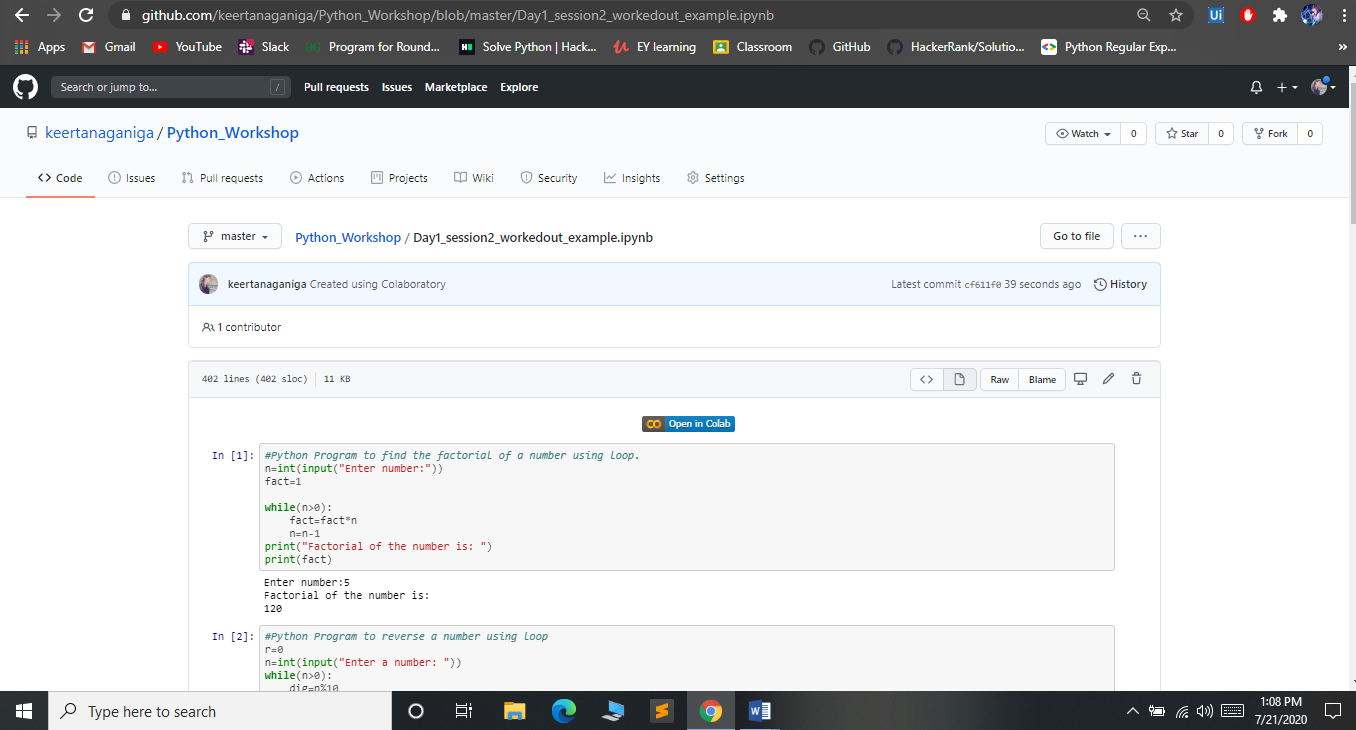 github.com/keertanaganiga/Python_Workshop/blob/master/Day1_session2_workedout_example.ipynb
Apps Gmail YouTube Slack Program for Round... Solve Python | Hack... EY learning Classroom GitHub HackerRank/Solutio... Python Regular Exp... »
Search or jump to... / Pull requests Issues Marketplace Explore
keertanaganiga / Python_Workshop Watch 0 Star 0 Fork 0
Code Issues Pull requests Actions Projects Wiki Security Insights Settings
master Python_Workshop / Day1_session2_workedout_example.ipynb Go to file ...
keertanaganiga Created using Colaboratory Latest commit cf611f0 39 seconds ago History
1 contributor
402 lines (402 sloc) 11 KB <> Raw Blame
Open in Colab
In [1]: #Python Program to find the factorial of a number using loop.
n=int(input("Enter number:"))
fact=1
while(n>0):
    fact=fact*n
    n=n-1
print("Factorial of the number is: ")
print(fact)
Enter number:5
Factorial of the number is:
120
In [2]: #Python Program to reverse a number using loop
r=0
n=int(input("Enter a number: "))
while(n>0):
    dig=n%10
Type here to search
1:08 PM
7/21/2020